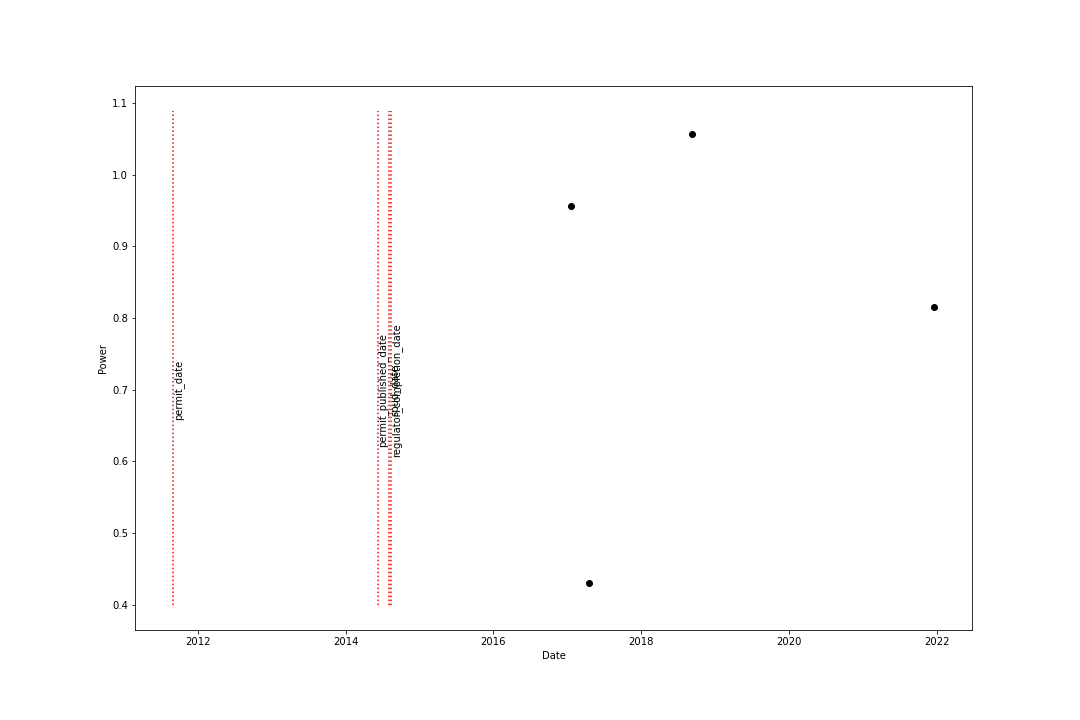 1.1
1.0
0.9
0.8
0.7
0.6
0.5
0.4
Power
permit_date
permit_published_date
regulatory_completion_date
2012
2014
2016
2018
2020
2022
Date